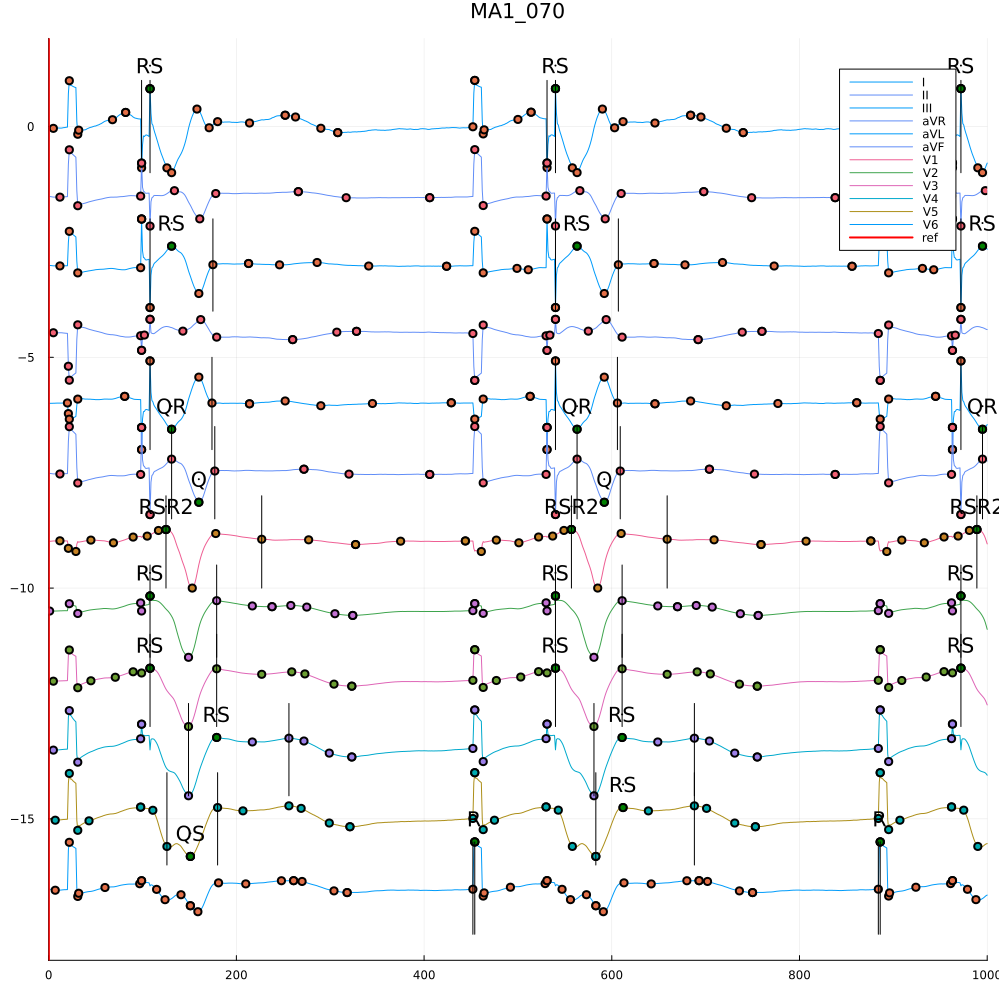 MA1_070
RS RS RS
I
II
III
aVR
aVL
aVF
V1
V2
V3
V4
V5
V6
ref
0
RS RS RS
−5
QR QR QR
Q Q
RSR2 RSR2 RSR2
RS RS RS
−10
RS RS RS
RS RS
RS
−15
QS R R
0 200 400 600 800 1000